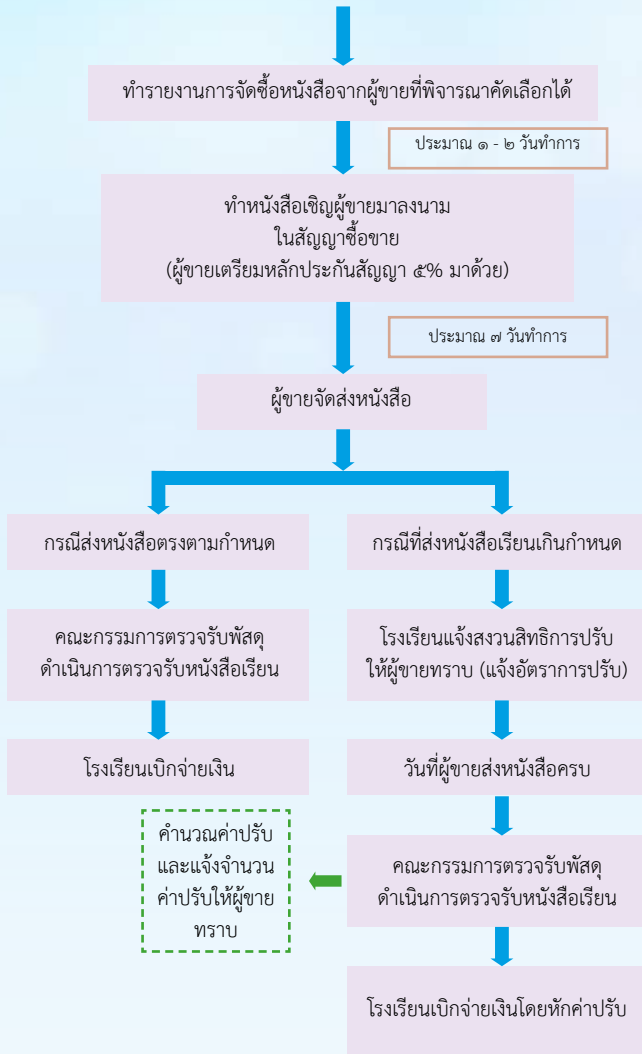 ทำรายงานการจัดซื้อหนังสือจากผู้ขายที่พิจารณาคัดเลือกได้
ประมาณ ๑ - ๒ วันทำการ
ทำหนังสือเชิญผู้ขายมาลงนาม
ในสัญญาซื้อขาย
(ผู้ขายเตรียมหลักประกันสัญญา ๕% มาด้วย)
ประมาณ ๗ วันทำการ
ผู้ขายจัดส่งหนังสือ
กรณีส่งหนังสือตรงตามกำหนด
คณะกรรมการตรวจรับพัสดุ
ดำเนินการตรวจรับหนังสือเรียน
โรงเรียนเบิกจ่ายเงิน
กรณีที่ส่งหนังสือเรียนเกินกำหนด
โรงเรียนแจ้งสงวนสิทธิการปรับ
ให้ผู้ขายทราบ (แจ้งอัตราการปรับ)
วันที่ผู้ขายส่งหนังสือครบ
คณะกรรมการตรวจรับพัสดุ
ดำเนินการตรวจรับหนังสือเรียน
คำนวณค่าปรับ
และแจ้งจำนวน
ค่าปรับให้ผู้ขาย
ทราบ
โรงเรียนเบิกจ่ายเงินโดยหักค่าปรับ